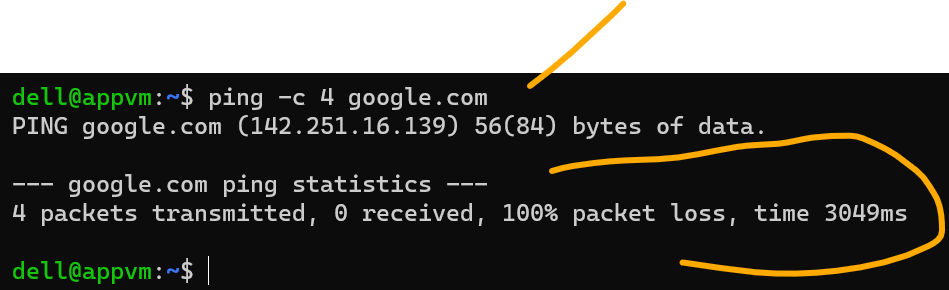 dell@appvm:~$ ping -c 4 google.com
PING google.com (142.251.16.139) 56(84) bytes of data.
--- google.com ping statistics ---
4 packets transmitted, 0 received, 100% packet loss, time 3049ms
dell@appvm:~$